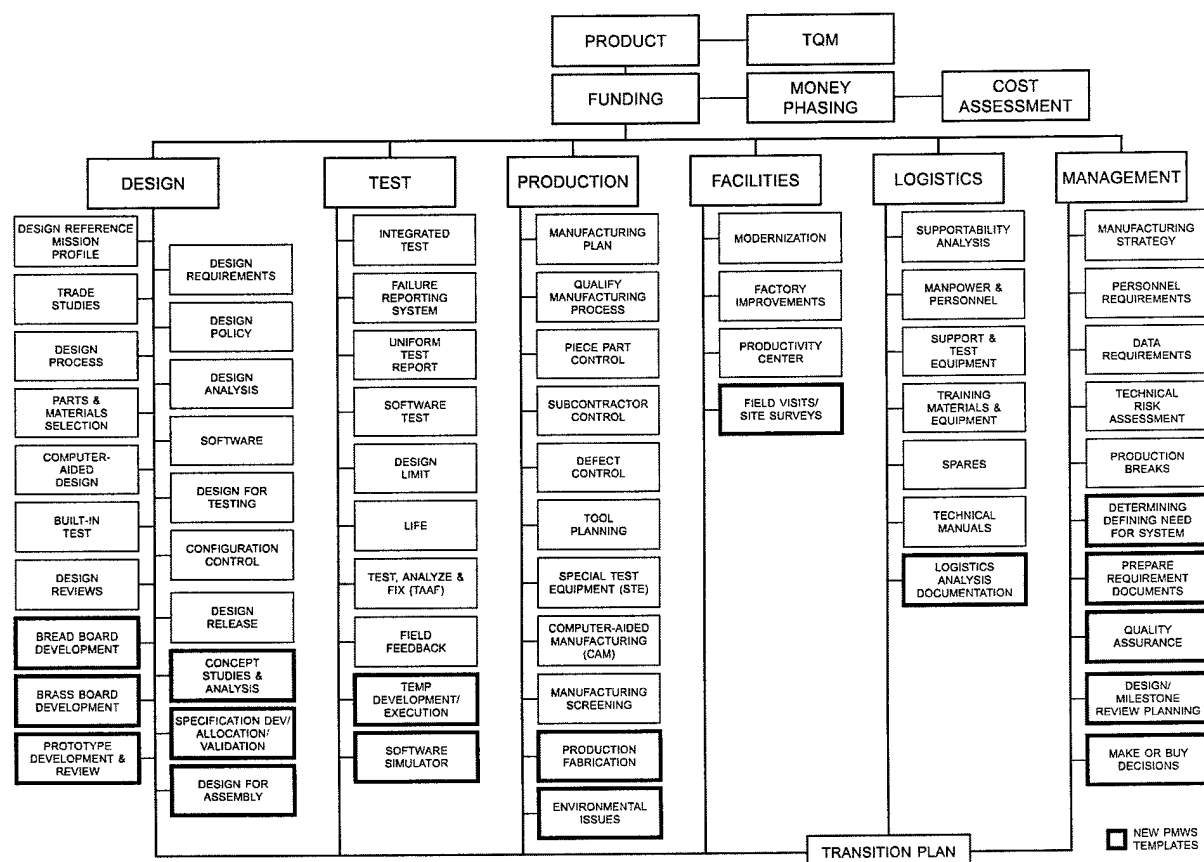 PRODUCT
TQM
FUNDING
MONEY
PHASING
COST
ASSESSMENT
DESIGN
TEST
PRODUCTION
FACILITIES
LOGISTICS
MANAGEMENT
DESIGN REFERENCE
MISSION
PROFILE
TRADE
STUDIES
DESIGN
PROCESS
PARTS &
MATERIALS
SELECTION
COMPUTER-
AIDED
DESIGN
BUILT-IN
TEST
DESIGN
REVIEWS
BREAD BOARD
DEVELOPMENT
BRASS BOARD
DEVELOPMENT
PROTOTYPE
DEVELOPMENT &
REVIEW
DESIGN
REQUIREMENTS
DESIGN
POLICY
DESIGN
ANALYSIS
SOFTWARE
DESIGN FOR
TESTING
CONFIGURATION
CONTROL
DESIGN
RELEASE
CONCEPT
STUDIES &
ANALYSIS
SPECIFICATION DEV/
ALLOCATION/
VALIDATION
DESIGN FOR
ASSEMBLY
INTEGRATED
TEST
FAILURE
REPORTING
SYSTEM
UNIFORM
TEST
REPORT
SOFTWARE
TEST
DESIGN
LIMIT
LIFE
TEST, ANALYZE &
FIX (TAAF)
FIELD
FEEDBACK
TEMP
DEVELOPMENT/
EXECUTION
SOFTWARE
SIMULATOR
MANUFACTURING
PLAN
QUALIFY
MANUFACTURING
PROCESS
PIECE PART
CONTROL
SUBCONTRACTOR
CONTROL
DEFECT
CONTROL
TOOL
PLANNING
SPECIAL TEST
EQUIPMENT (STE)
COMPUTER-AIDED
MANUFACTURING
(CAM)
MANUFACTURING
SCREENING
PRODUCTION
FABRICATION
ENVIRONMENTAL
ISSUES
MODERNIZATION
FACTORY
IMPROVEMENTS
PRODUCTIVITY
CENTER
FIELD VISITS/
SITE SURVEYS
SUPPORTABILITY
ANALYSIS
MANPOWER &
PERSONNEL
SUPPORT &
TEST
EQUIPMENT
TRAINING
MATERIALS &
EQUIPMENT
SPARES
TECHNICAL
MANUALS
LOGISTICS
ANALYSIS
DOCUMENTATION
MANUFACTURING
STRATEGY
PERSONNEL
REQUIREMENTS
DATA
REQUIREMENTS
TECHNICAL
RISK
ASSESSMENT
PRODUCTION
BREAKS
DETERMINING
DEFINING NEED
FOR SYSTEM
PREPARE
REQUIREMENT
DOCUMENTS
QUALITY
ASSURANCE
DESIGN/
MILESTONE
REVIEW PLANNING
MAKE OR BUY
DECISIONS
TRANSITION PLAN
NEW PMWS
TEMPLATES